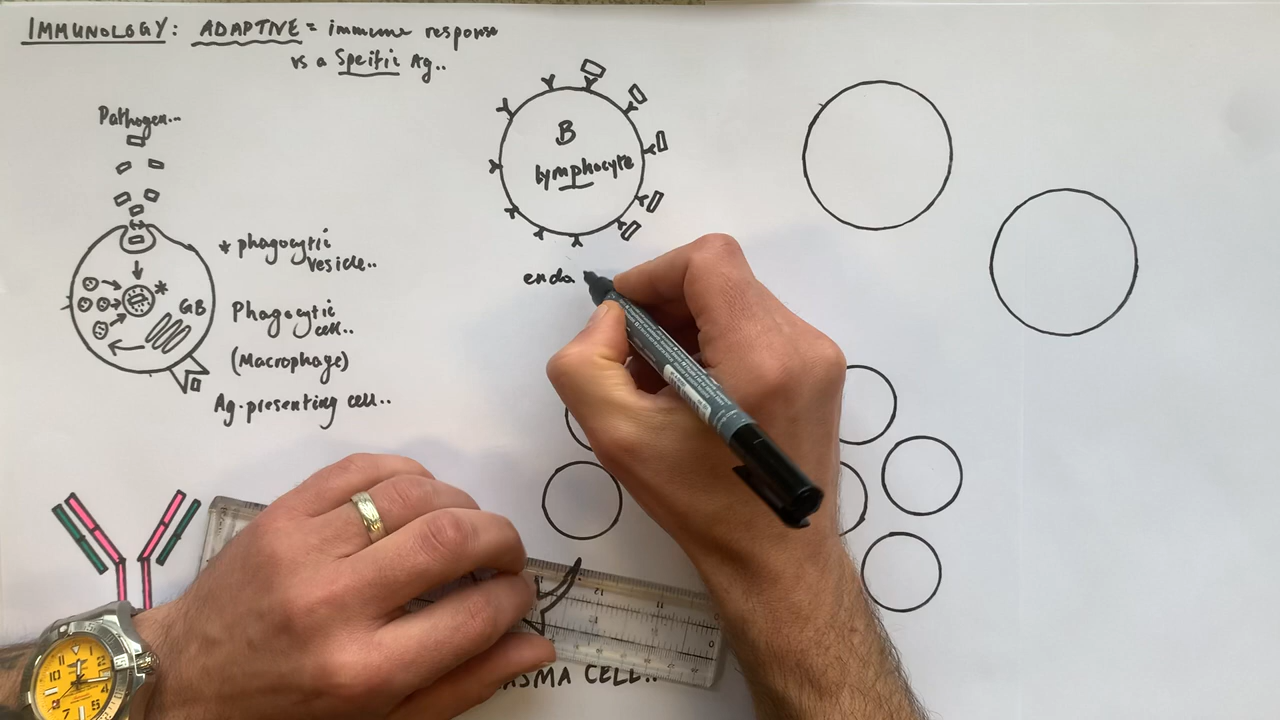 IMMUNOLOGY: ADAPTIVE = immune response
vs a Speific Ag..
Pathogen...
* phagocytic
vesicle..
*
GB
Phagocytic
cell..
(Macrophage)
Ag-presenting cell..
B
lymphocyte
endo
ASMA CELL..